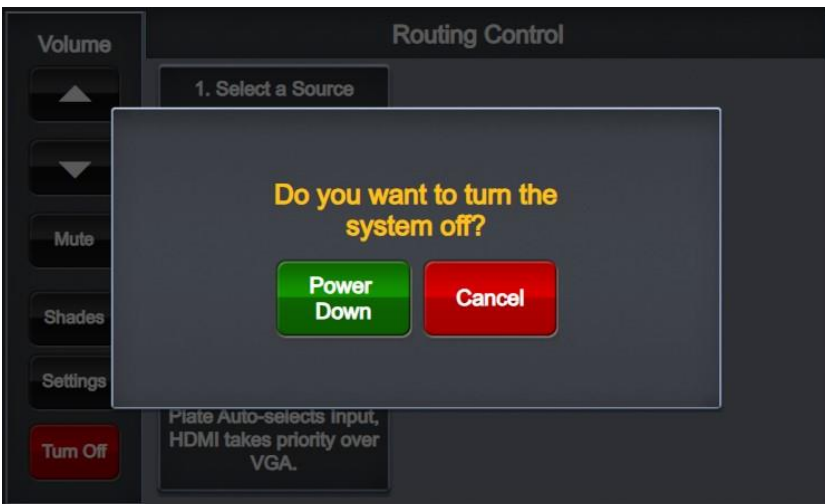 Volume
Routing Control
1. Select a Source
Do you want to turn the
system off?
Power
Down
Cancel
Mute
Shades
Settings
Turn Off
Plate Auto-selects Input,
HDMI takes priority over
VGA.